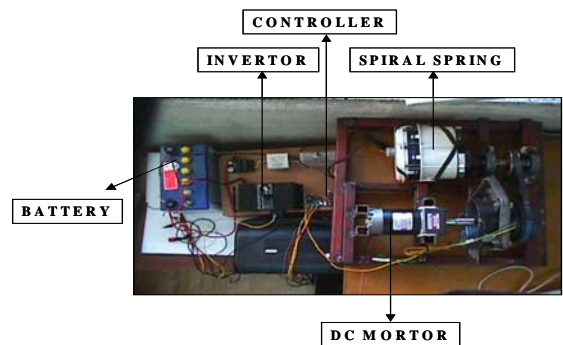 CONTROLLER
INVERTOR
SPIRAL SPRING
BATTERY
DC MORTOR